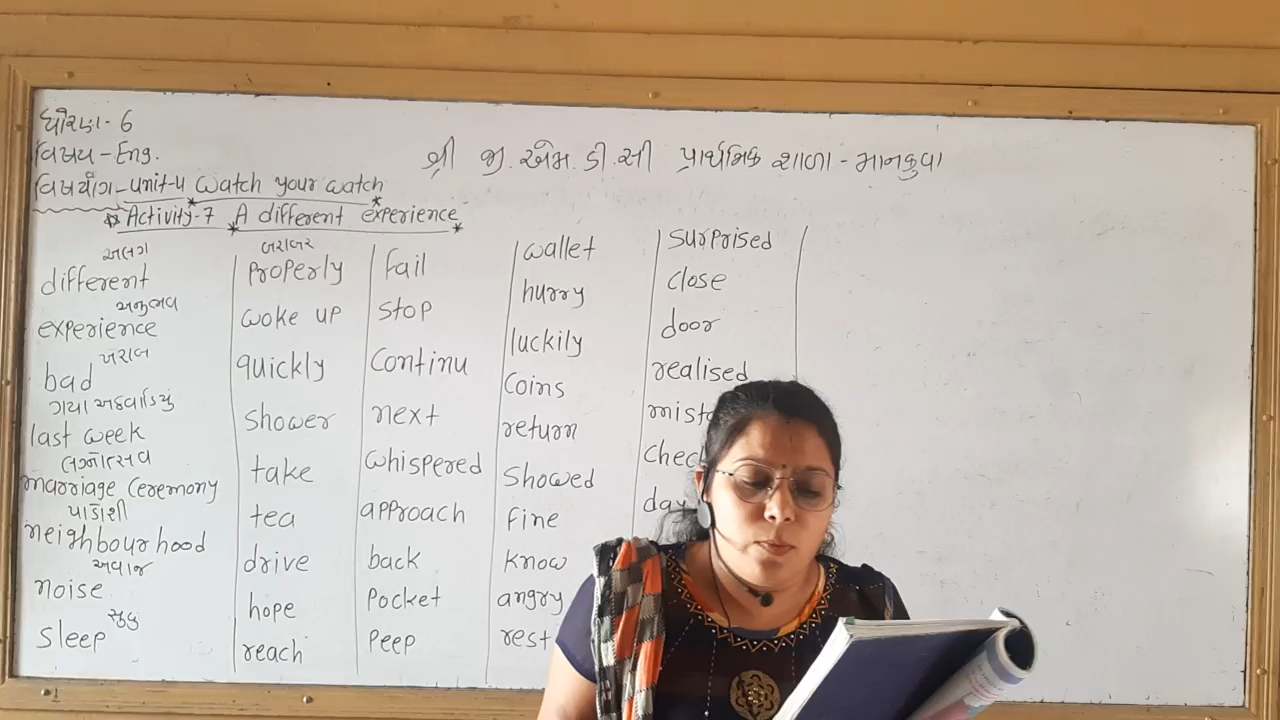 ધોરણ - 6
વિષય - Eng.
શ્રી જી. એમ. ડી. સી પ્રાથમિક શાળા - માનકુવા
વિષયાંગ - unit-4 watch your watch
Activity-7 A different experience
અલગ
different
અનુભવ
experience
ખરાબ
bad
ગયા અઠવાડિયું
last week
લગ્નોત્સવ
marriage ceremony
પાડોશી
neighbourhood
અવાજ
noise
સુવુ
sleep
બરાબર
properly
woke up
quickly
shower
take
tea
drive
hope
reach
fail
stop
continu
next
whispered
approach
back
pocket
peep
wallet
hurry
luckily
coins
return
showed
fine
know
angry
rest
surprised
close
door
realised
day